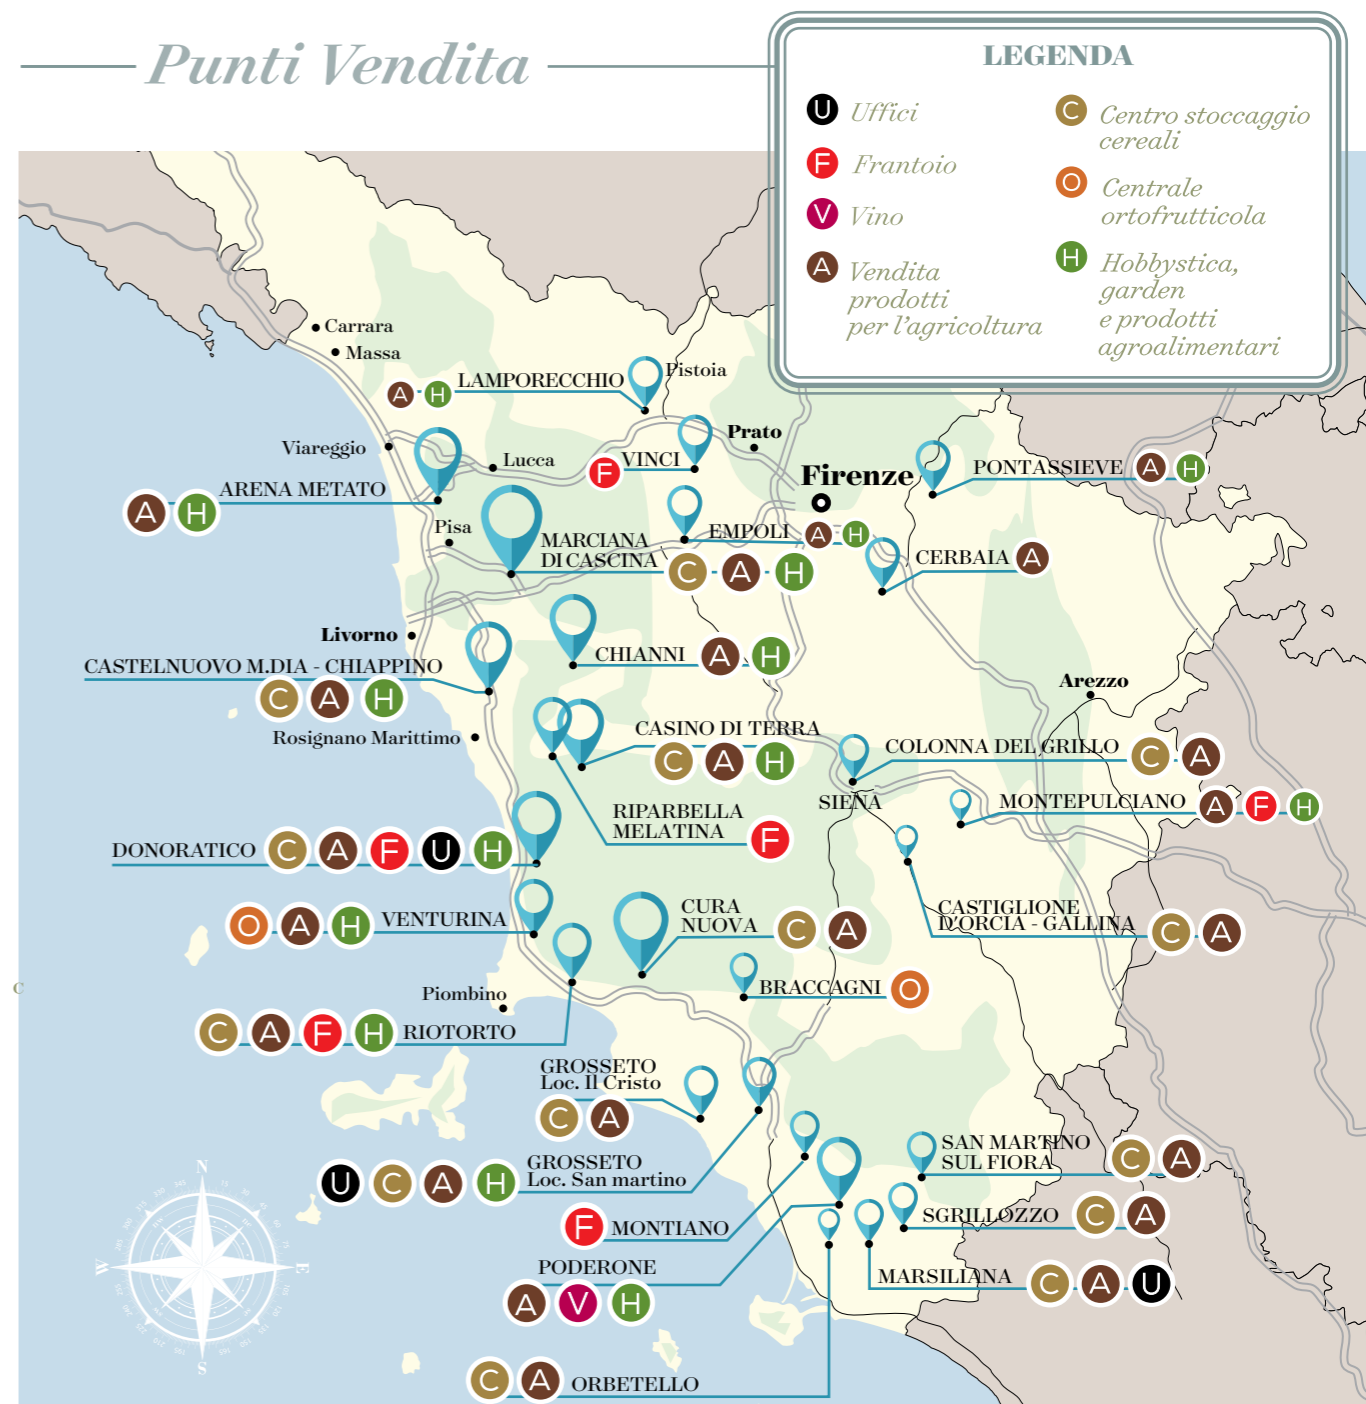 Punti Vendita
LEGENDA
U Uffici
F Frantoio
V Vino
A Vendita
prodotti
per l'agricoltura
C Centro stoccaggio
cereali
O Centrale
ortofrutticola
H Hobbystica,
garden
e prodotti
agroalimentari
Carrara
Massa
A H LAMPORECCHIO
Pistoia
Viareggio
Lucca
F VINCI
Prato
Firenze
PONTASSIEVE A H
ARENA METATO
A H
Pisa
MARCIANA
DI CASCINA C A H
EMPOLI A H
CERBAIA A
Livorno
CASTELNUOVO M.DIA - CHIAPPINO
C A H
CHIANNI A H
Arezzo
Rosignano Marittimo
CASINO DI TERRA
C A H
COLONNA DEL GRILLO C A
SIENA
MONTEPULCIANO A F H
RIPARBELLA
MELATINA F
DONORATICO C A F U H
O A H VENTURINA
CURA
NUOVA C A
CASTIGLIONE
D'ORCIA - GALLINA C A
BRACCAGNI O
C
Piombino
C A F H RIOTORTO
GROSSETO
Loc. Il Cristo
C A
GROSSETO
U C A H Loc. San martino
SAN MARTINO
SUL FIORA C A
F MONTIANO
SGRILLOZZO C A
PODERONE
A V H
MARSILIANA C A U
C A ORBETELLO
N
W E
S